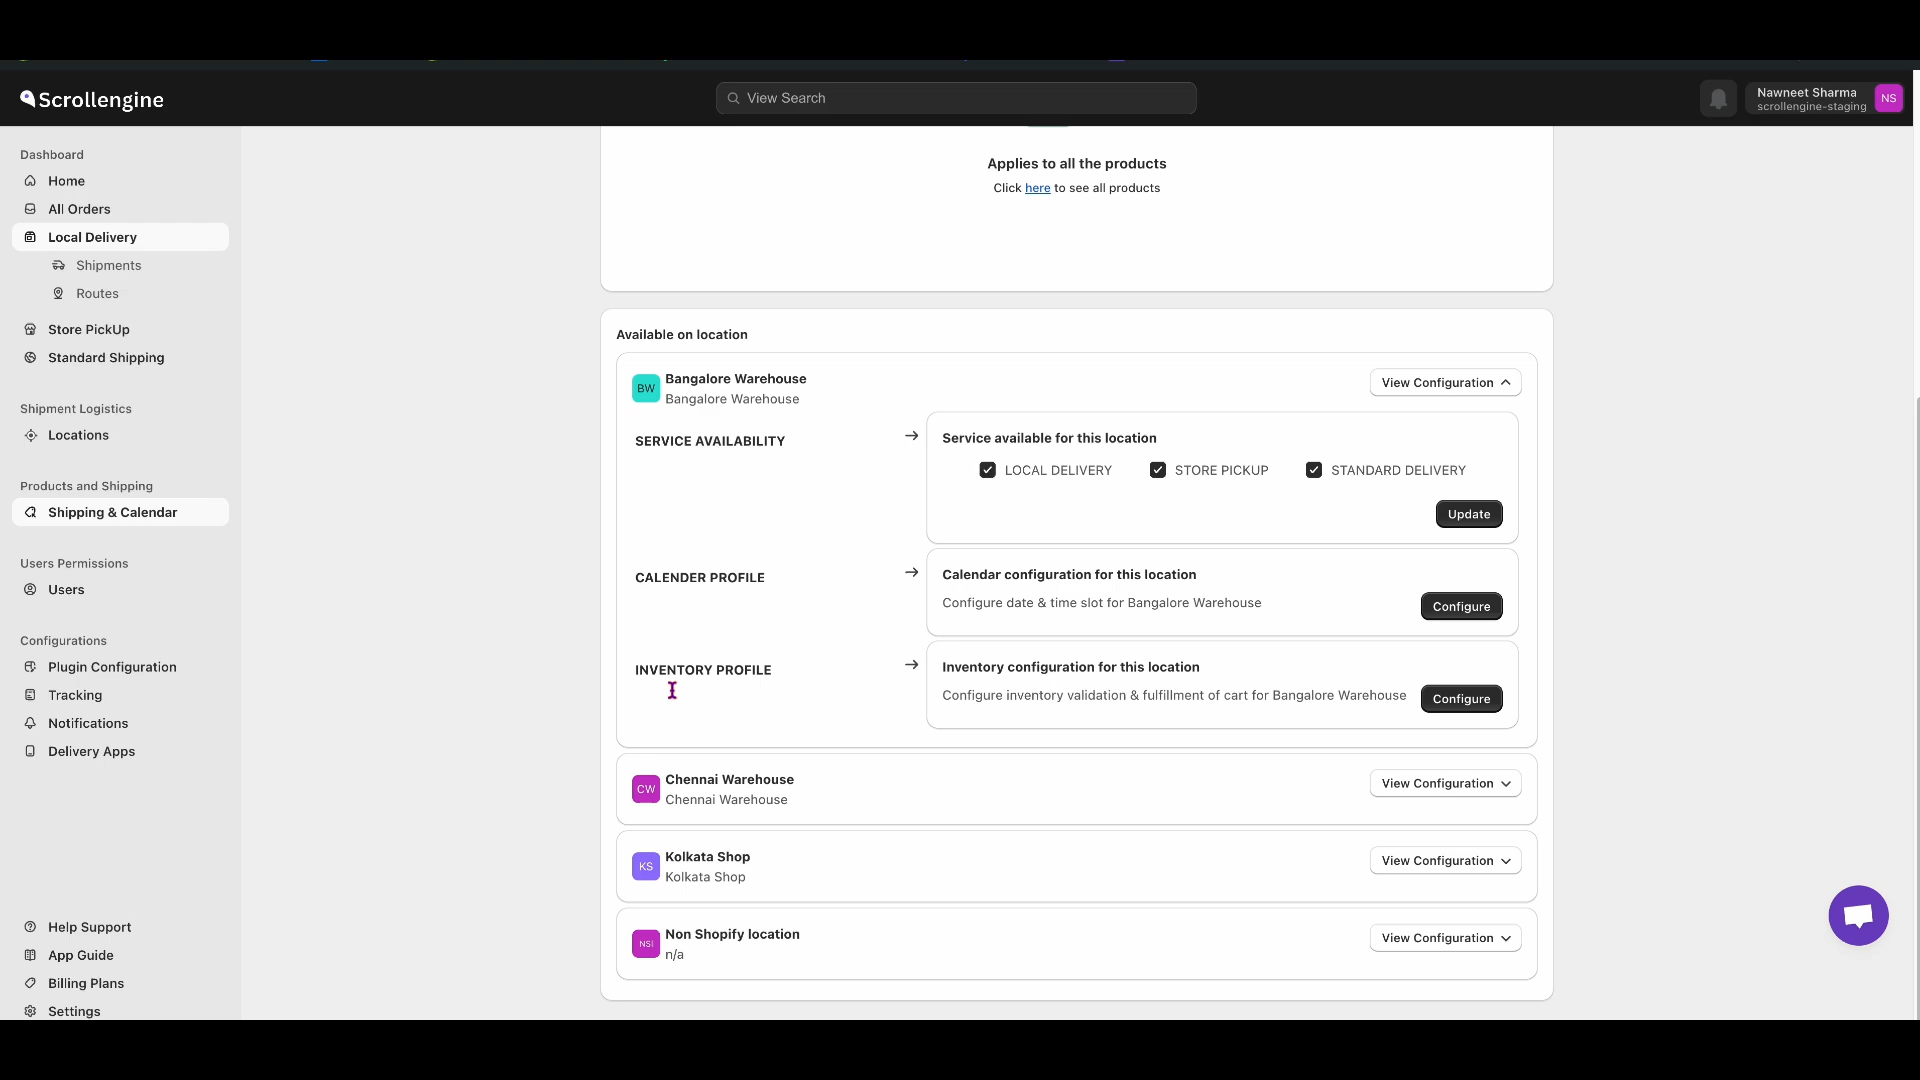 Scrollengine
View Search
Nawneet Sharma
scrollengine-staging
NS
Dashboard
Home
All Orders
Local Delivery
Shipments
Routes
Store PickUp
Standard Shipping
Shipment Logistics
Locations
Products and Shipping
Shipping & Calendar
Users Permissions
Users
Configurations
Plugin Configuration
Tracking
Notifications
Delivery Apps
Help Support
App Guide
Billing Plans
Settings
Applies to all the products
Click here to see all products
Available on location
BW
Bangalore Warehouse
Bangalore Warehouse
View Configuration
SERVICE AVAILABILITY
Service available for this location
LOCAL DELIVERY STORE PICKUP STANDARD DELIVERY
Update
CALENDER PROFILE
Calendar configuration for this location
Configure date & time slot for Bangalore Warehouse
Configure
INVENTORY PROFILE
Inventory configuration for this location
Configure inventory validation & fulfillment of cart for Bangalore Warehouse
Configure
CW
Chennai Warehouse
Chennai Warehouse
View Configuration
KS
Kolkata Shop
Kolkata Shop
View Configuration
NSl
Non Shopify location
n/a
View Configuration